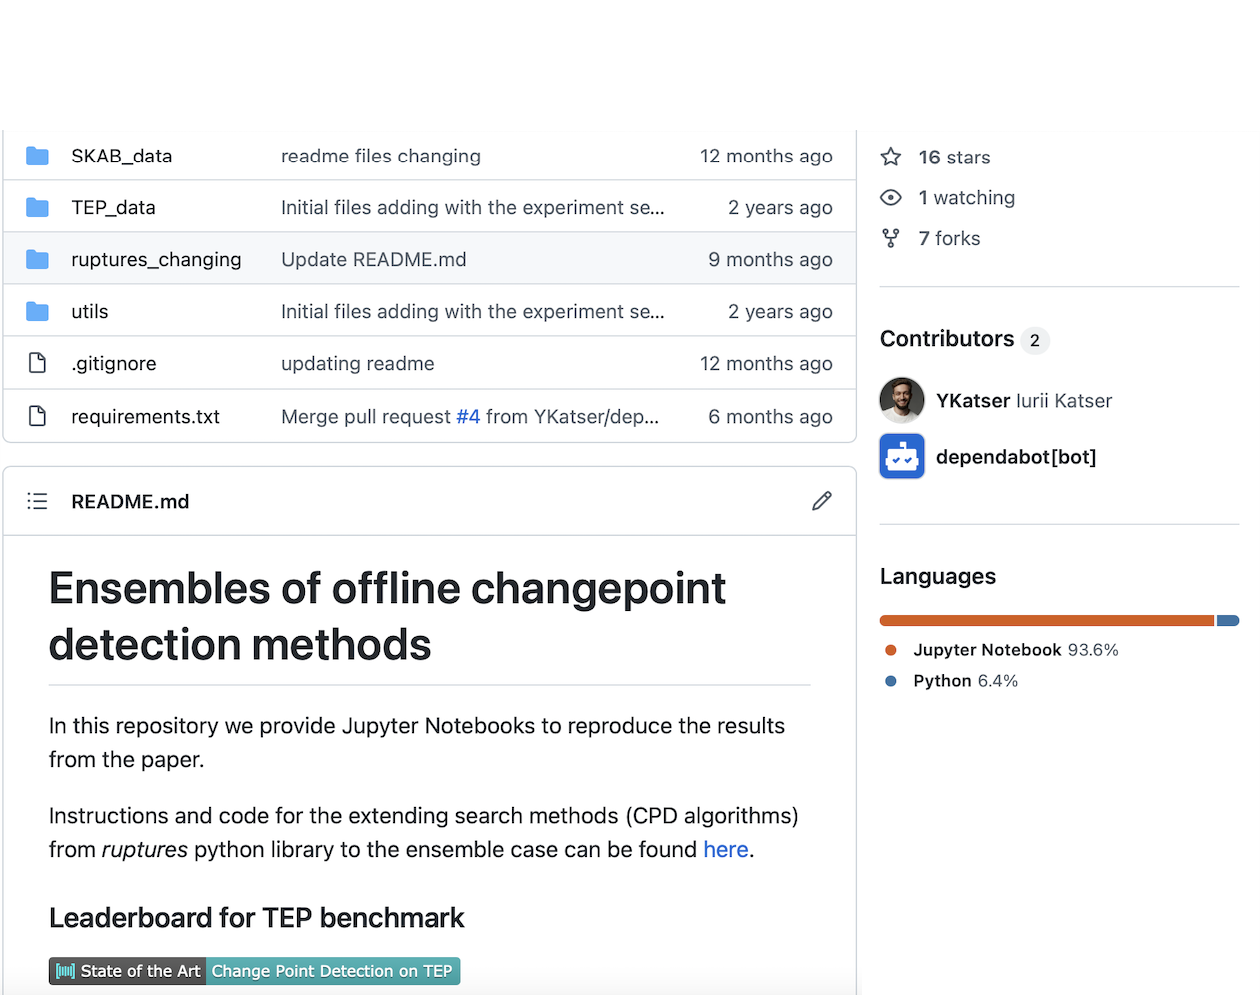 SKAB_data readme files changing 12 months ago
TEP_data Initial files adding with the experiment se... 2 years ago
ruptures_changing Update README.md 9 months ago
utils Initial files adding with the experiment se... 2 years ago
.gitignore updating readme 12 months ago
requirements.txt Merge pull request #4 from YKatser/dep... 6 months ago
README.md
Ensembles of offline changepoint
detection methods
In this repository we provide Jupyter Notebooks to reproduce the results
from the paper.
Instructions and code for the extending search methods (CPD algorithms)
from ruptures python library to the ensemble case can be found here.
Leaderboard for TEP benchmark
State of the Art Change Point Detection on TEP
16 stars
1 watching
7 forks
Contributors 2
YKatser Iurii Katser
dependabot[bot]
Languages
Jupyter Notebook 93.6%
Python 6.4%